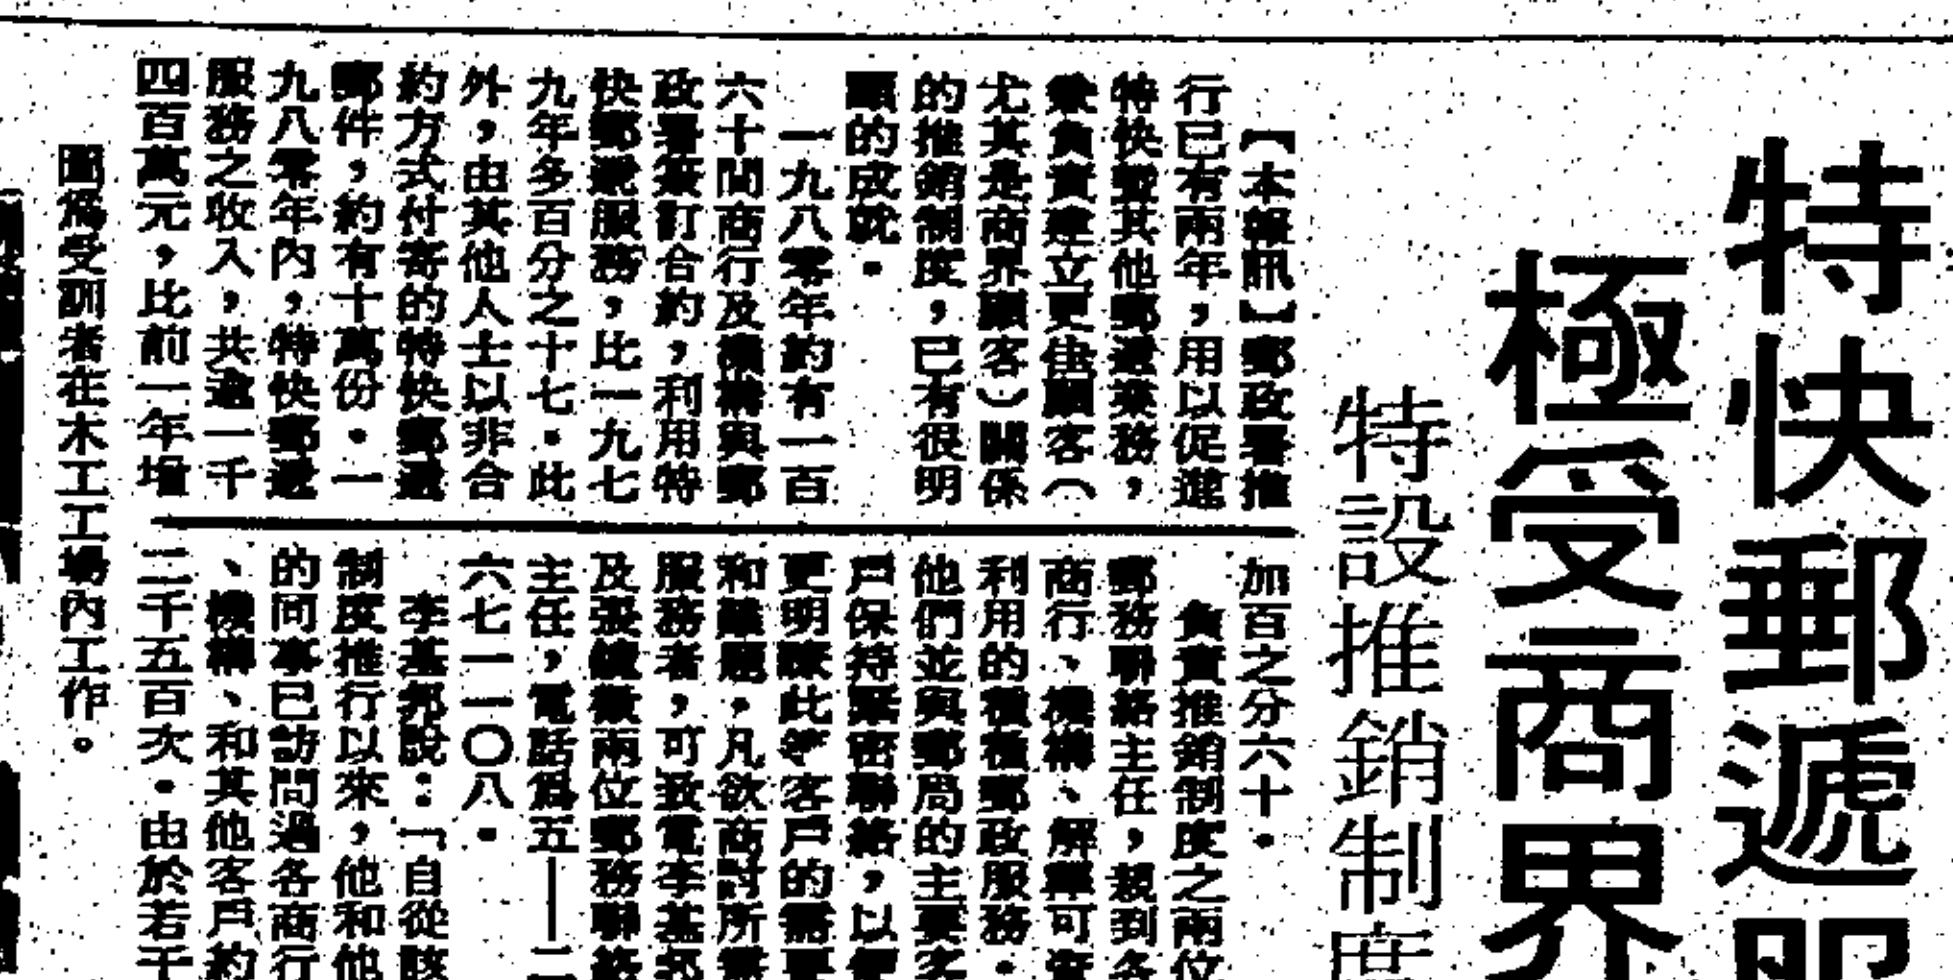 特快郵遞服
極受商界
特設推銷制度
【本報訊】郵政署推
行已有兩年，用以促進
特快暨其他郵遞業務，
兼負責建立更佳顧客（
尤其是商界顧客）關係
的推銷制度，已有很明
顯的成就。
一九八零年約有一百
六十間商行及機構與郵
政署簽訂合約，利用特
快郵遞服務，比一九七
九年多百分之十七。此
外，由其他人士以非合
約方式付寄的特快郵遞
郵件，約有十萬份。一
九八零年內，特快郵遞
服務之收入，共逾一千
四百萬元，比前一年增
加百之分六十。
負責推銷制度之兩位
郵務聯絡主任，親到各
商行、機構、解釋可資
利用的種種郵政服務。
他們並與郵局的主要客
戶保持緊密聯絡，以便
更明瞭此等客戶的需要
和難題。凡欲商討所需
服務者，可致電李基邦
及張繽兩位郵務聯絡
主任，電話為五——二
六七一一〇八。
李基邦說：「自從該
制度推行以來，他和他
的同事已訪問過各商行
、機構、和其他客戶約
二千五百次。由於若干
圖為受訓者在木工工場內工作。